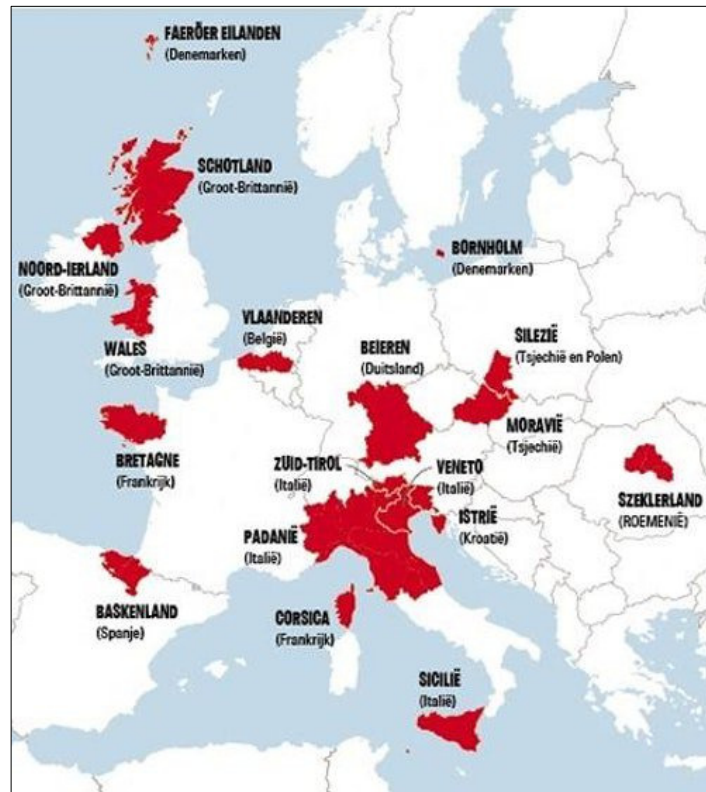 FAERÖER EILANDEN
(Denemarken)
SCHOTLAND
(Groot-Brittannië)
NOORD-IERLAND
(Groot-Brittannië)
BORNHOLM
(Denemarken)
WALES
(Groot-Brittannië)
VLAANDEREN
(België)
BEIEREN
(Duitsland)
SILEZIË
(Tsjechië en Polen)
MORAVIË
(Tsjechië)
BRETAGNE
(Frankrijk)
ZUID-TIROL
(Italië)
VENETO
(Italië)
SZEKLERLAND
(ROEMENIË)
ISTRIË
(Kroatië)
PADANIË
(Italië)
BASKENLAND
(Spanje)
CORSICA
(Frankrijk)
SICILIË
(Italië)